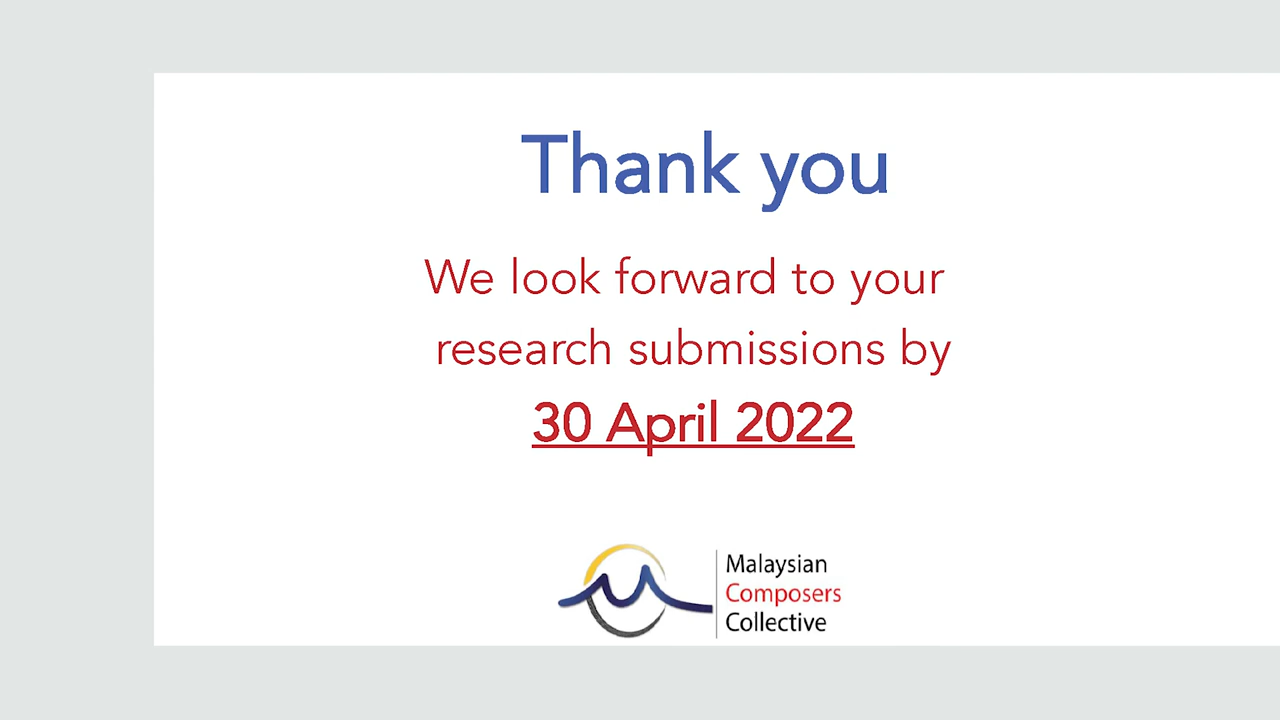 Thank you
We look forward to your
research submissions by
30 April 2022
Malaysian
Composers
Collective